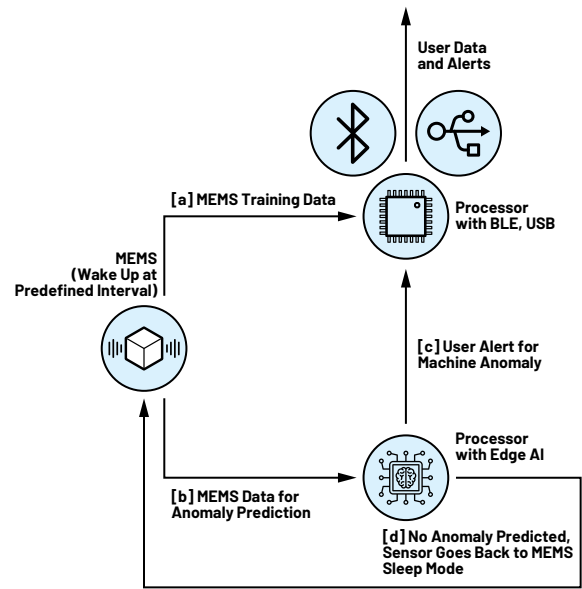 User Data
and Alerts
[a] MEMS Training Data
Processor
with BLE, USB
MEMS
(Wake Up at
Predefined Interval)
[c] User Alert for
Machine Anomaly
Processor
with Edge AI
[b] MEMS Data for
Anomaly Prediction
[d] No Anomaly Predicted,
Sensor Goes Back to MEMS
Sleep Mode